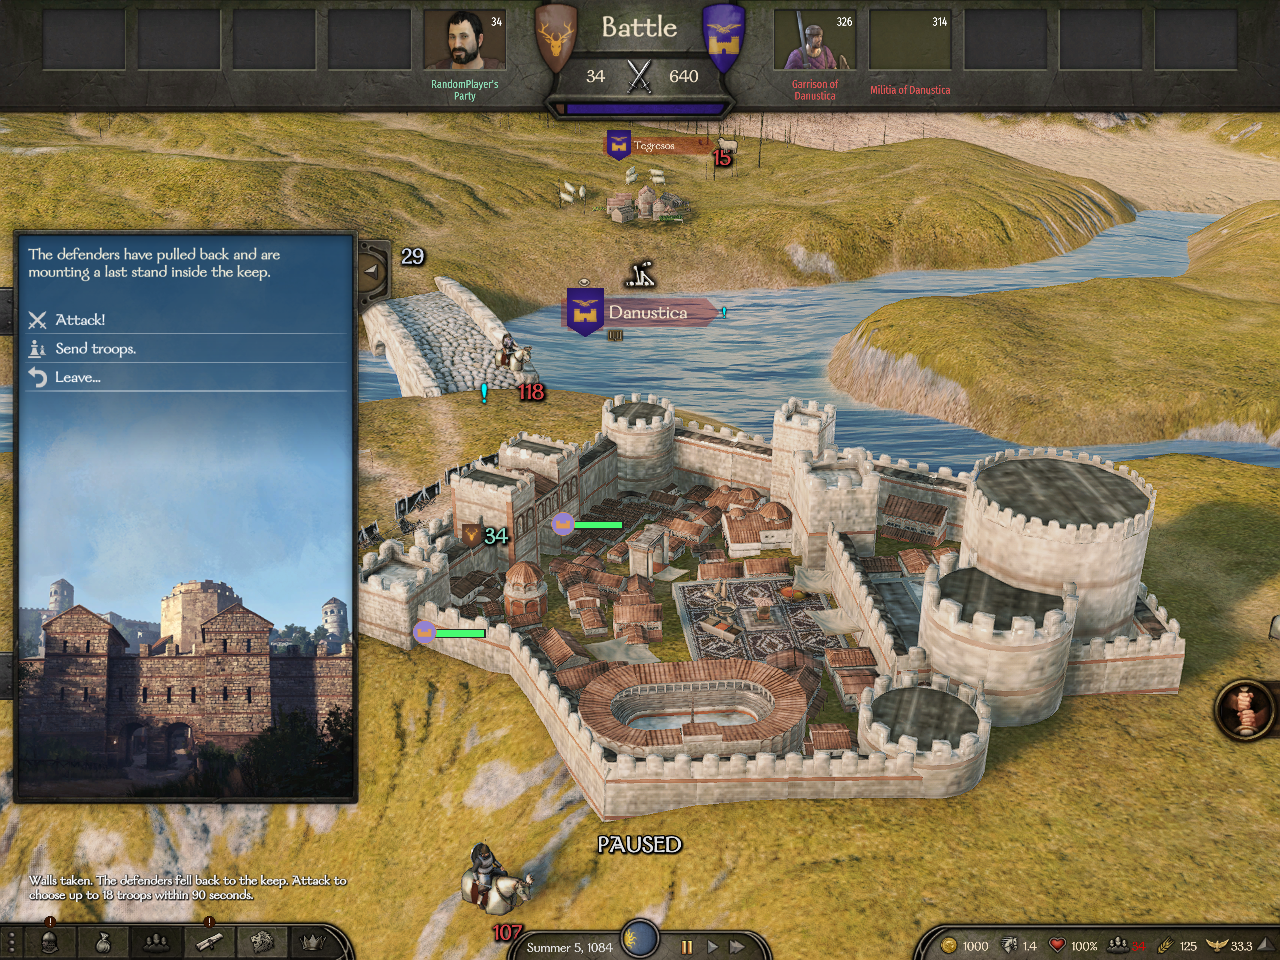 34
RandomPlayer's
Party
Battle
34
640
326
Garrison of
Danustica
314
Militia of Danustica
Tegresos
15
The defenders have pulled back and are
mounting a last stand inside the keep.
Attack!
Send troops.
Leave...
29
Danustica
!
!
118
34
PAUSED
Walls taken. The defenders fell back to the keep. Attack to
choose up to 18 troops within 90 seconds.
107
Summer 5, 1084
1000
1.4
100%
125
33.3